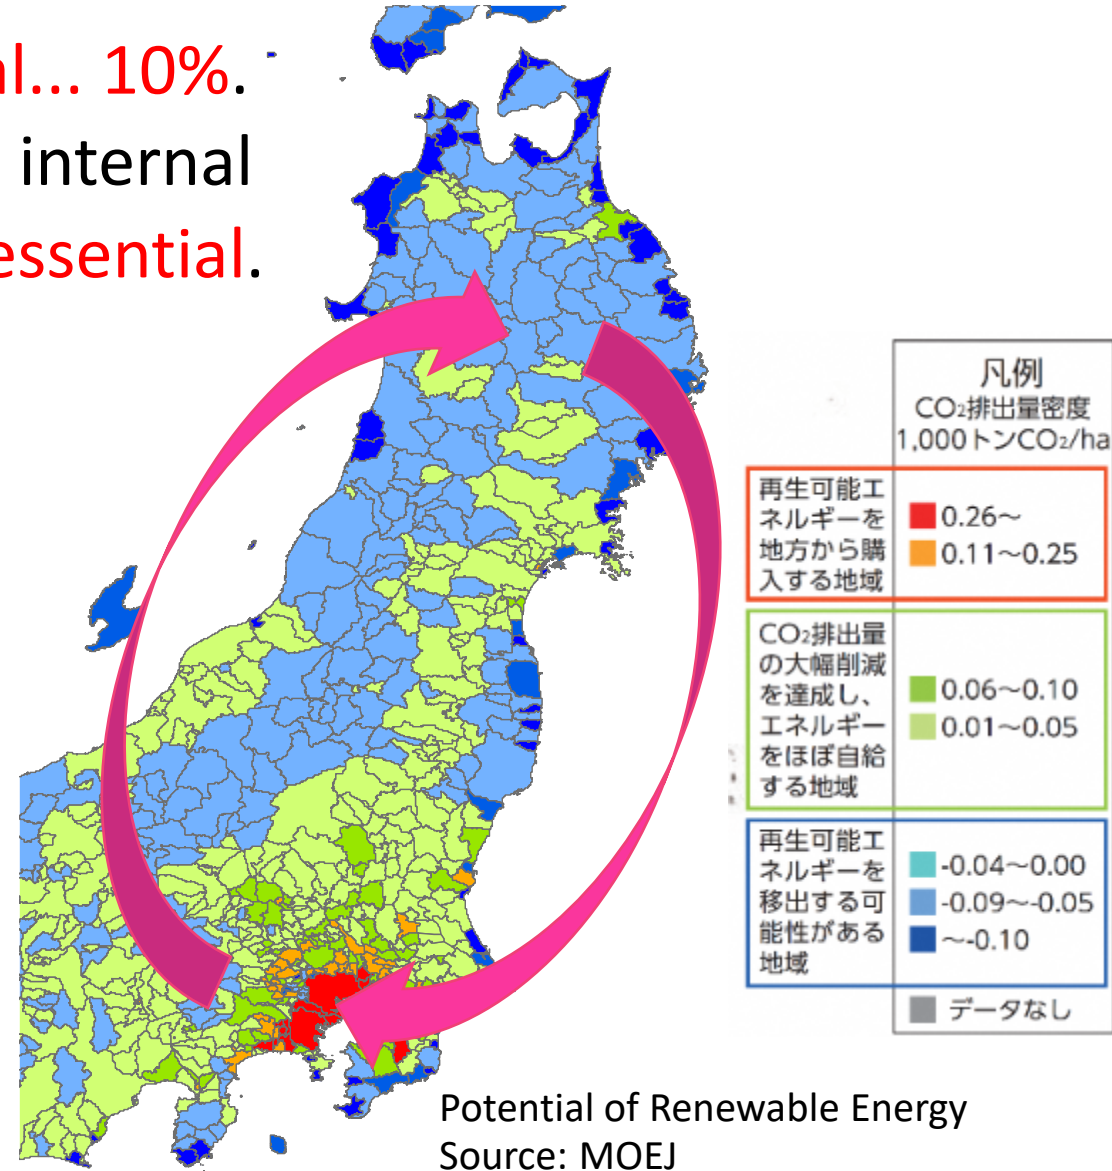 al... 10%.
internal
essential.
凡例
CO₂排出量密度
1,000トンCO₂/ha
再生可能エ
ネルギーを
地方から購
入する地域
0.26～
0.11～0.25
CO₂排出量
の大幅削減
を達成し、
エネルギー
をほぼ自給
する地域
0.06～0.10
0.01～0.05
再生可能エ
ネルギーを
移出する可
能性がある
地域
-0.04～0.00
-0.09～-0.05
～-0.10
データなし
Potential of Renewable Energy
Source: MOEJ